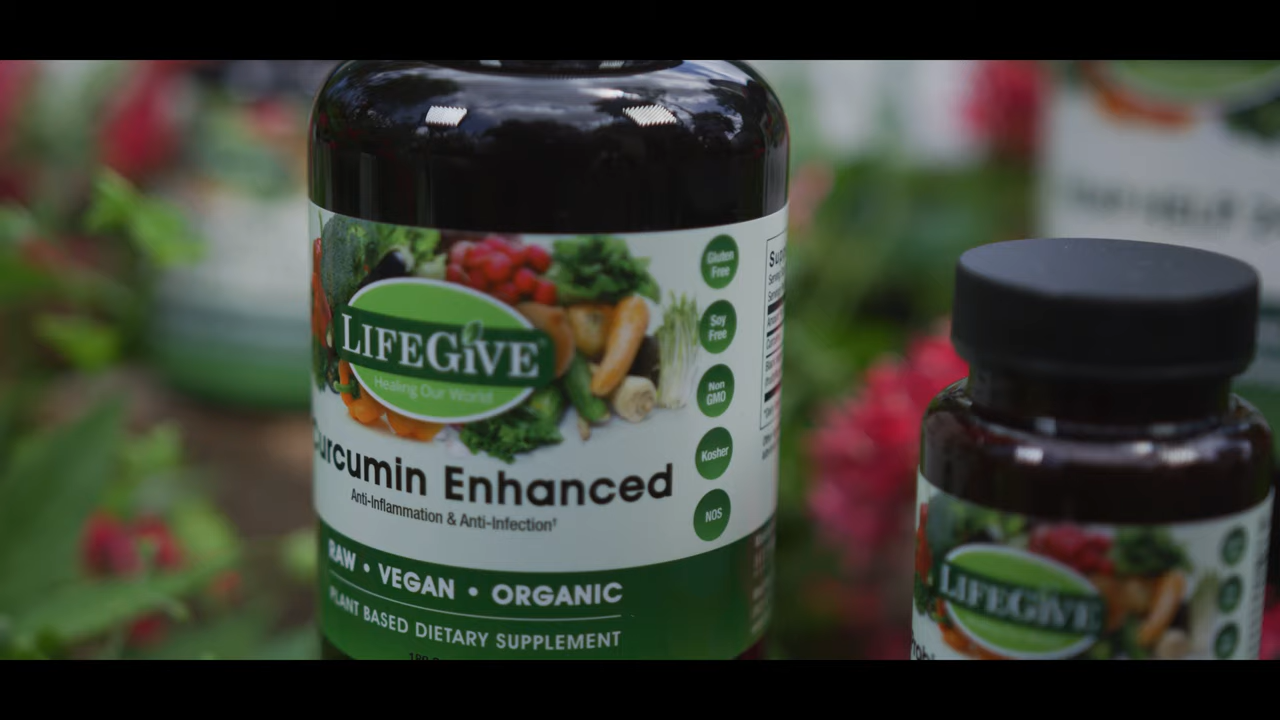 LIFEGIVE
Healing Our World
Curcumin Enhanced
Anti-Inflammation & Anti-Infection†
RAW • VEGAN • ORGANIC
PLANT BASED DIETARY SUPPLEMENT
Gluten
Free
Soy
Free
Non
GMO
Kosher
NOS
LIFEGIVE